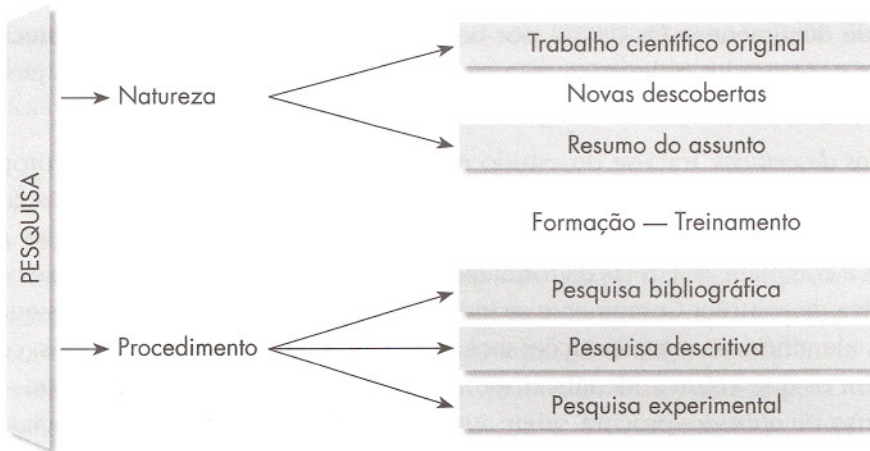 PESQUISA
Natureza
Trabalho científico original
Novas descobertas
Resumo do assunto
Formação — Treinamento
Procedimento
Pesquisa bibliográfica
Pesquisa descritiva
Pesquisa experimental